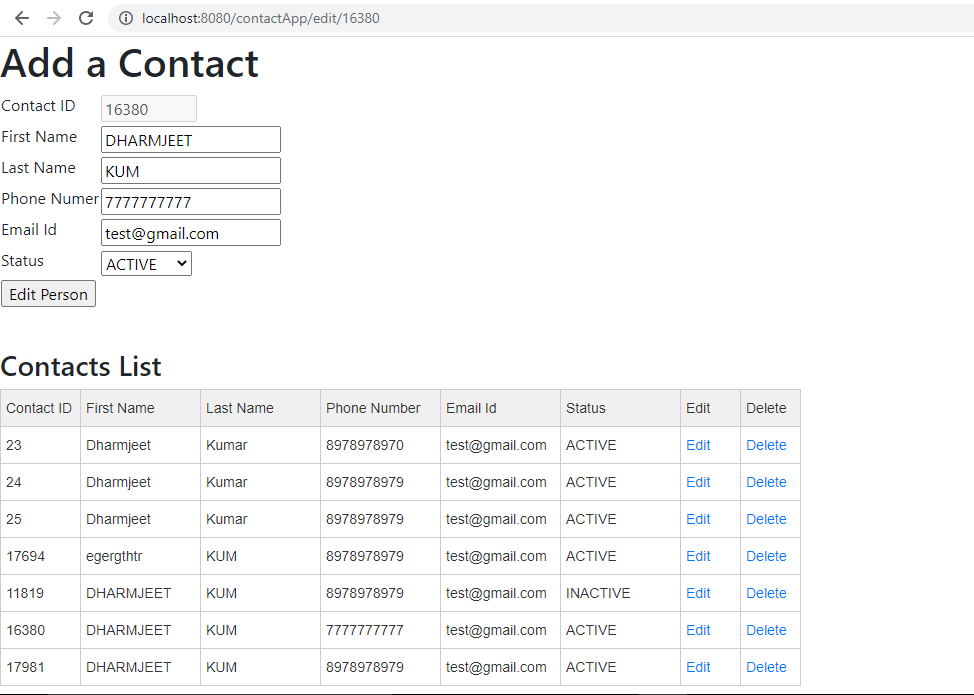 localhost:8080/contactApp/edit/16380
Add a Contact
Contact ID 16380
First Name DHARMJEET
Last Name KUM
Phone Numer 7777777777
Email Id test@gmail.com
Status ACTIVE
Edit Person
Contacts List
Contact ID First Name Last Name Phone Number Email Id Status Edit Delete
23 Dharmjeet Kumar 8978978970 test@gmail.com ACTIVE Edit Delete
24 Dharmjeet Kumar 8978978979 test@gmail.com ACTIVE Edit Delete
25 Dharmjeet Kumar 8978978979 test@gmail.com ACTIVE Edit Delete
17694 egergthtr KUM 8978978979 test@gmail.com ACTIVE Edit Delete
11819 DHARMJEET KUM 8978978979 test@gmail.com INACTIVE Edit Delete
16380 DHARMJEET KUM 7777777777 test@gmail.com ACTIVE Edit Delete
17981 DHARMJEET KUM 8978978979 test@gmail.com ACTIVE Edit Delete